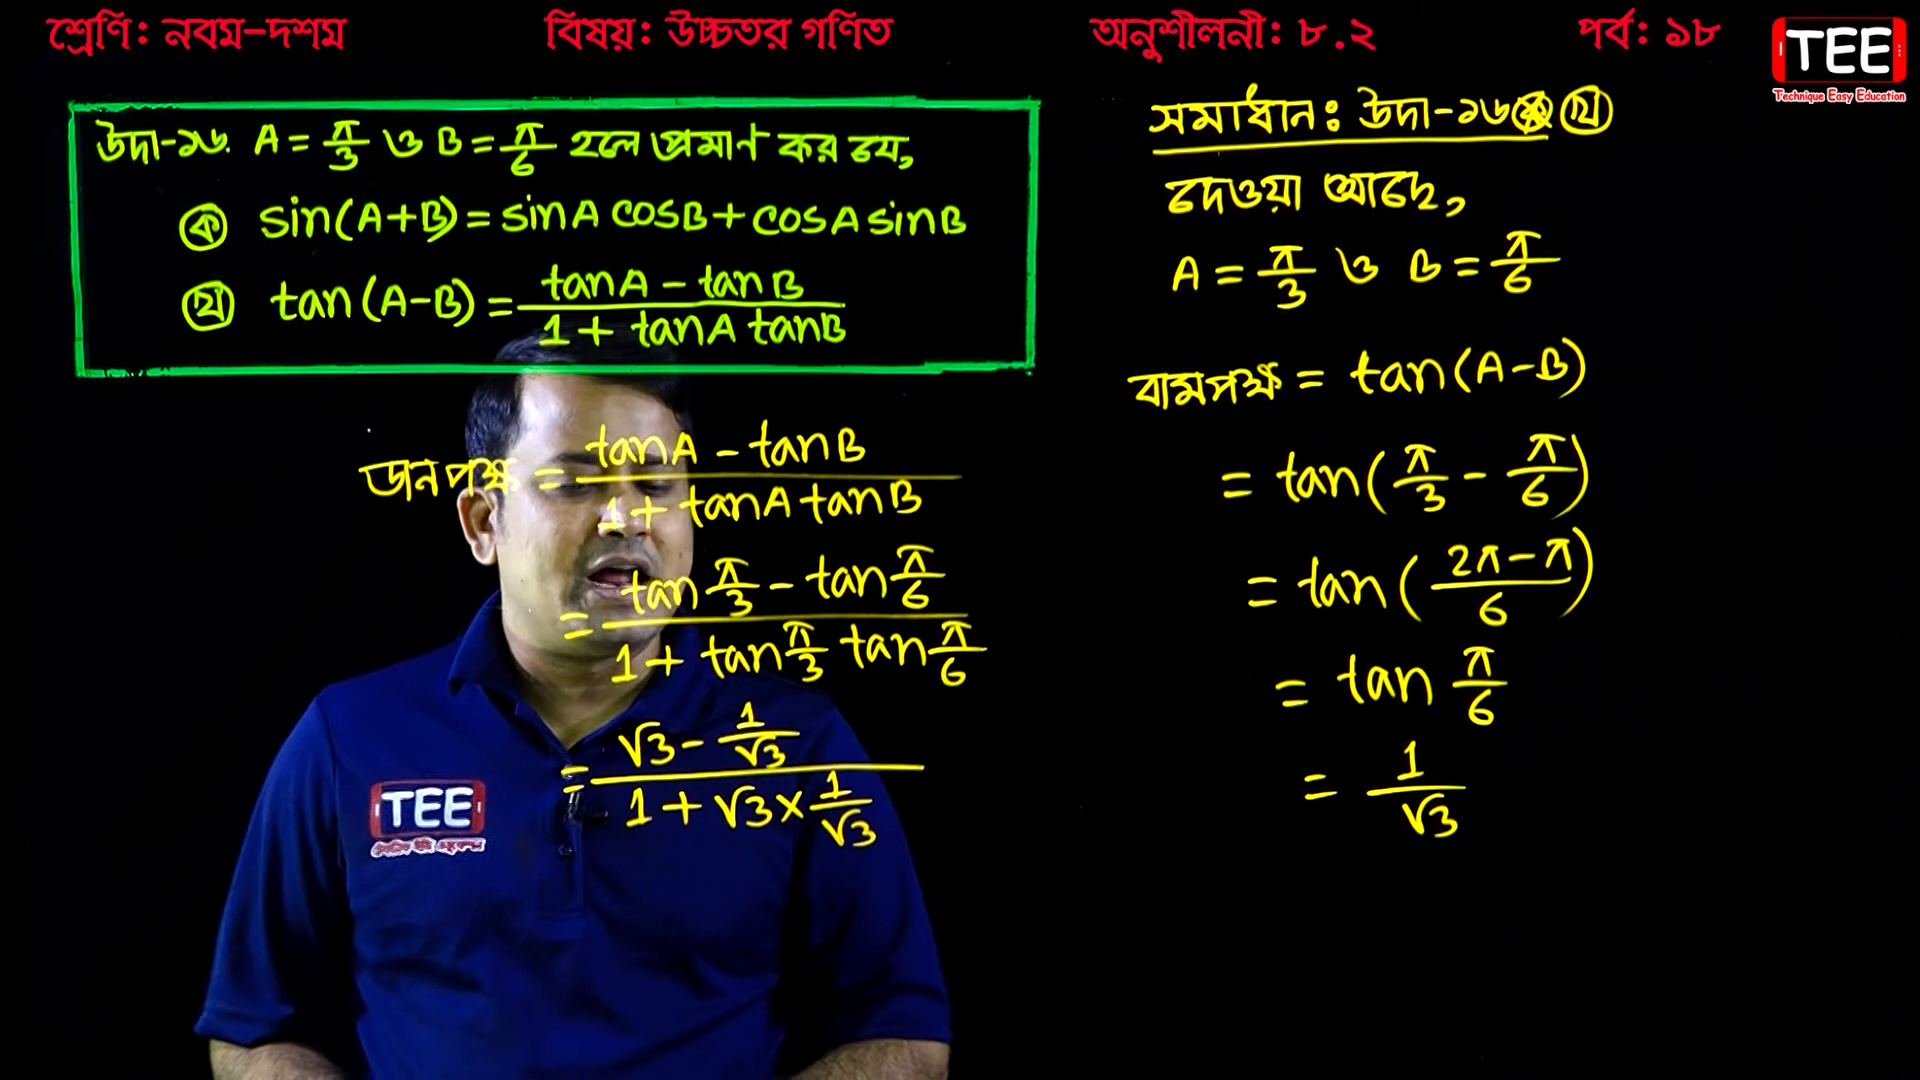 শ্রেণি: নবম-দশম বিষয়: উচ্চতর গণিত অনুশীলনী: ৮.২ পর্ব: ১৮
TEE
Technique Easy Education
উদা-১৬. A = π/3 ও B = π/6 হলে প্রমাণ কর যে,
(ক) sin(A+B) = sinA cosB + cosA sinB
(খ) tan(A-B) = (tanA - tanB)/(1 + tanA tanB)
সমাধান: উদা-১৬ (খ)
দেওয়া আছে,
A = π/3 ও B = π/6
বামপক্ষ = tan(A-B)
= tan(π/3 - π/6)
= tan((2π-π)/6)
= tan π/6
= 1/√3
ডানপক্ষ = (tanA - tanB)/(1 + tanA tanB)
= (tan π/3 - tan π/6)/(1 + tan π/3 tan π/6)
= (√3 - 1/√3)/(1 + √3 × 1/√3)
TEE